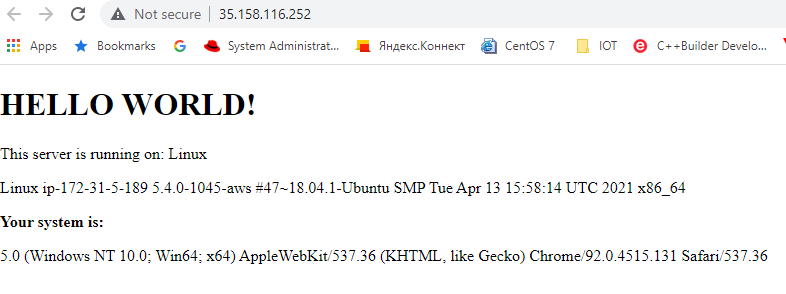 Not secure | 35.158.116.252
Apps Bookmarks System Administrat... Яндекс.Коннект CentOS 7 IOT C++Builder Develo...
HELLO WORLD!
This server is running on: Linux
Linux ip-172-31-5-189 5.4.0-1045-aws #47~18.04.1-Ubuntu SMP Tue Apr 13 15:58:14 UTC 2021 x86_64
Your system is:
5.0 (Windows NT 10.0; Win64; x64) AppleWebKit/537.36 (KHTML, like Gecko) Chrome/92.0.4515.131 Safari/537.36